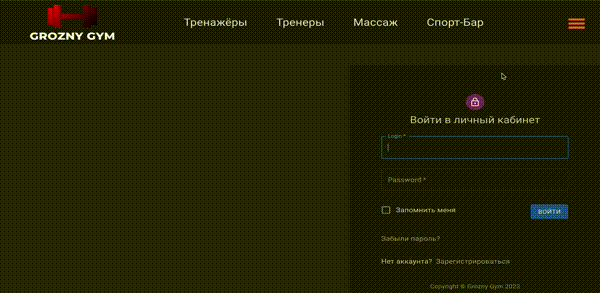 GROZNY GYM
Тренажёры Тренеры Массаж Спорт-Бар
Войти в личный кабинет
Login *
Password *
Запомнить меня
ВОЙТИ
Забыли пароль?
Нет аккаунта? Зарегистрироваться
Copyright © Grozny Gym 2023